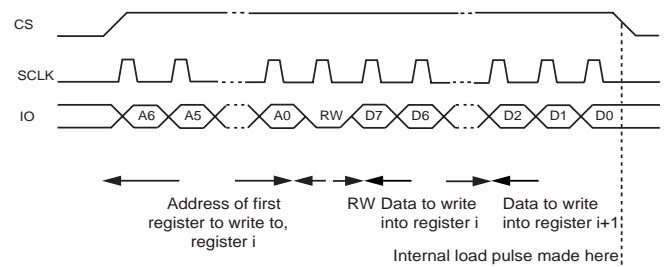 CS
SCLK
IO
A6 A5 A0 RW D7 D6 D2 D1 D0
Address of first
register to write to,
register i
RW Data to write
into register i
Data to write
into register i+1
Internal load pulse made here